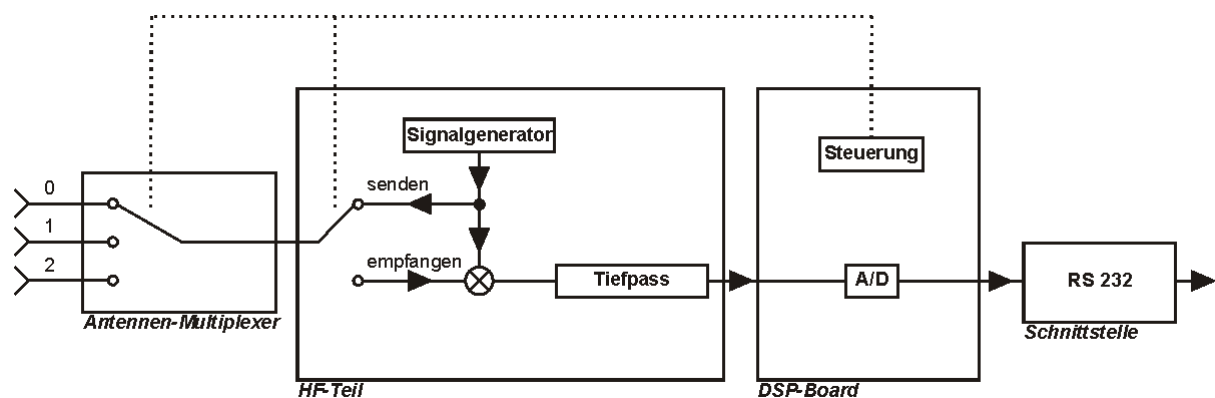 Signalgenerator
Steuerung
0
senden
1
2
empfangen
Tiefpass
A/D
RS 232
Antennen-Multiplexer
Schnittstelle
HF-Teil
DSP-Board